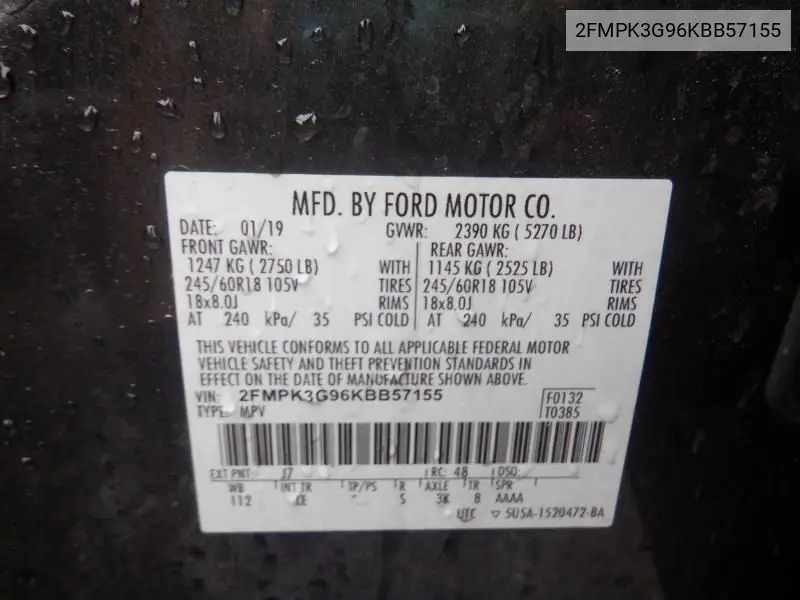 2FMPK3G96KBB57155
MFD. BY FORD MOTOR CO.
DATE: 01/19 GVWR: 2390 KG ( 5270 LB)
FRONT GAWR: REAR GAWR:
1247 KG ( 2750 LB) WITH 1145 KG ( 2525 LB) WITH
245/60R18 105V TIRES 245/60R18 105V TIRES
18x8.0J RIMS 18x8.0J RIMS
AT 240 kPa/ 35 PSI COLD AT 240 kPa/ 35 PSI COLD
THIS VEHICLE CONFORMS TO ALL APPLICABLE FEDERAL MOTOR
VEHICLE SAFETY AND THEFT PREVENTION STANDARDS IN
EFFECT ON THE DATE OF MANUFACTURE SHOWN ABOVE.
VIN: 2FMPK3G96KBB57155 F0132
TYPE: MPV T0385
EXT PNT: J7 RC: 48 DSO:
WB INT TR TP/PS R AXLE TR SPR
112 CE S 3K 8 AAAA
UTC ▽ 5U5A-1520472-BA